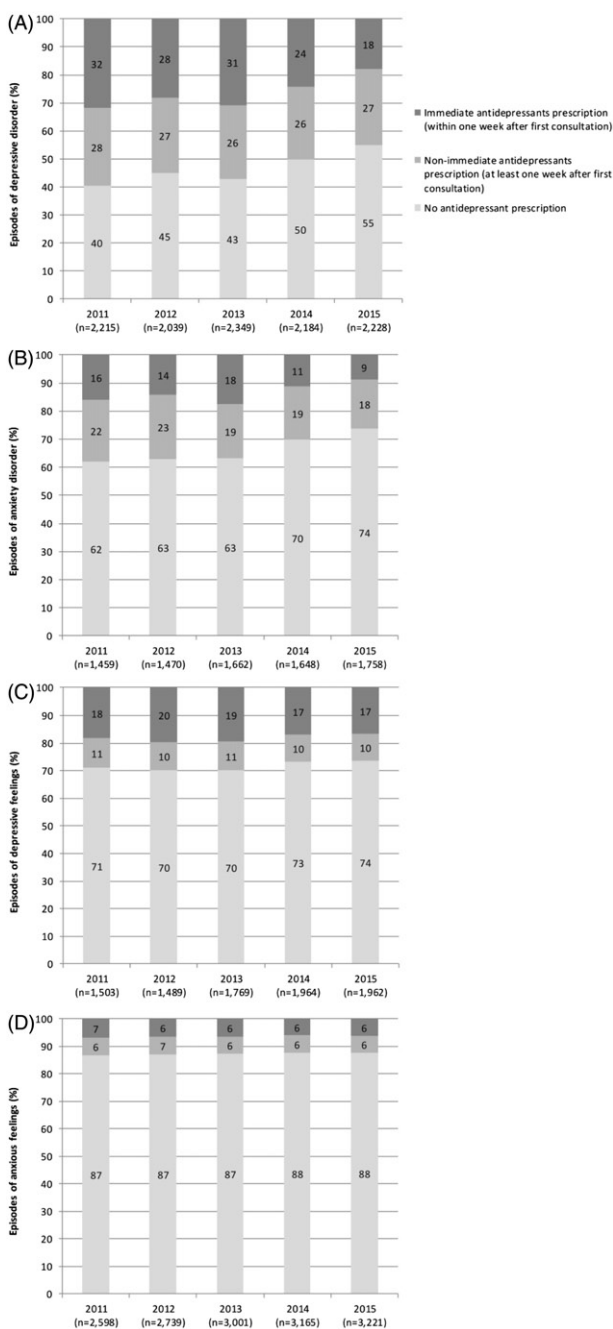 (A)
Episodes of depressive disorder (%)
100
90
80
70
60
50
40
30
20
10
0
32 28 31 24 18
28 27 26 26 27
40 45 43 50 55
2011 2012 2013 2014 2015
(n=2,215) (n=2,039) (n=2,349) (n=2,184) (n=2,228)
Immediate antidepressants prescription
(within one week after first consultation)
Non-immediate antidepressants
prescription (at least one week after first
consultation)
No antidepressant prescription
(B)
Episodes of anxiety disorder (%)
100
90
80
70
60
50
40
30
20
10
0
16 14 18 11 9
22 23 19 19 18
62 63 63 70 74
2011 2012 2013 2014 2015
(n=1,459) (n=1,470) (n=1,662) (n=1,648) (n=1,758)
(C)
Episodes of depressive feelings (%)
100
90
80
70
60
50
40
30
20
10
0
18 20 19 17 17
11 10 11 10 10
71 70 70 73 74
2011 2012 2013 2014 2015
(n=1,503) (n=1,489) (n=1,769) (n=1,964) (n=1,962)
(D)
Episodes of anxious feelings (%)
100
90
80
70
60
50
40
30
20
10
0
7 6 6 6 6
6 7 6 6 6
87 87 87 88 88
2011 2012 2013 2014 2015
(n=2,598) (n=2,739) (n=3,001) (n=3,165) (n=3,221)